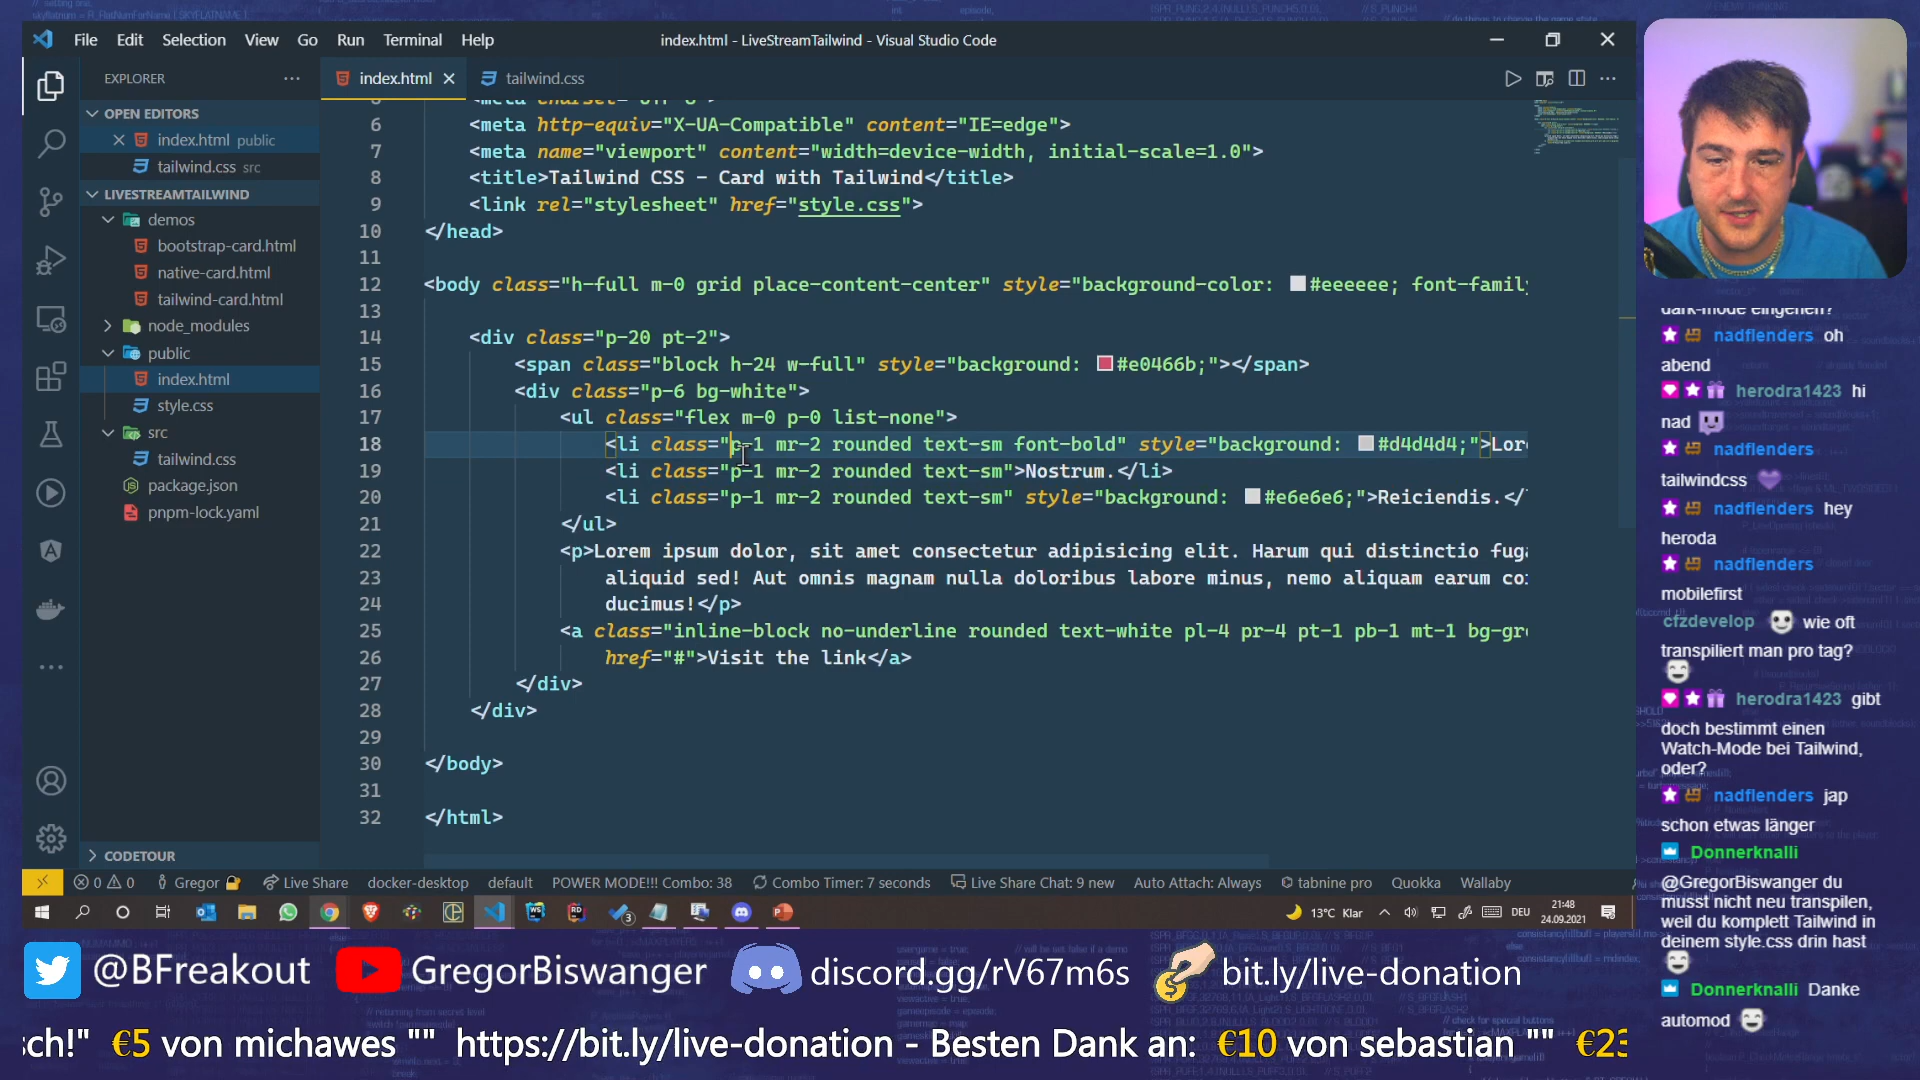 File Edit Selection View Go Run Terminal Help
index.html - LiveStreamTailwind - Visual Studio Code
EXPLORER
OPEN EDITORS
index.html public
tailwind.css src
LIVESTREAMTAILWIND
demos
bootstrap-card.html
native-card.html
tailwind-card.html
node_modules
public
index.html
style.css
src
tailwind.css
package.json
pnpm-lock.yaml
CODETOUR
index.html
tailwind.css
6 <meta http-equiv="X-UA-Compatible" content="IE=edge">
7 <meta name="viewport" content="width=device-width, initial-scale=1.0">
8 <title>Tailwind CSS - Card with Tailwind</title>
9 <link rel="stylesheet" href="style.css">
10 </head>
11
12 <body class="h-full m-0 grid place-content-center" style="background-color: #eeeeee; font-family
13
14 <div class="p-20 pt-2">
15 <span class="block h-24 w-full" style="background: #e0466b;"></span>
16 <div class="p-6 bg-white">
17 <ul class="flex m-0 p-0 list-none">
18 <li class="p-1 mr-2 rounded text-sm font-bold" style="background: #d4d4d4;">Lor
19 <li class="p-1 mr-2 rounded text-sm">Nostrum.</li>
20 <li class="p-1 mr-2 rounded text-sm" style="background: #e6e6e6;">Reiciendis.</
21 </ul>
22 <p>Lorem ipsum dolor, sit amet consectetur adipisicing elit. Harum qui distinctio fuga
23 aliquid sed! Aut omnis magnam nulla doloribus labore minus, nemo aliquam earum co
24 ducimus!</p>
25 <a class="inline-block no-underline rounded text-white pl-4 pr-4 pt-1 pb-1 mt-1 bg-gr
26 href="#">Visit the link</a>
27 </div>
28 </div>
29
30 </body>
31
32 </html>
0 0 Gregor Live Share docker-desktop default POWER MODE!!! Combo: 38 Combo Timer: 7 seconds Live Share Chat: 9 new Auto Attach: Always tabnine pro Quokka Wallaby
3
13°C Klar DEU
21:48
24.09.2021
dark-mode eingehen?
nadflenders oh
abend
herodra1423 hi
nad
nadflenders
tailwindcss
nadflenders hey
heroda
nadflenders
mobilefirst
cfzdevelop wie oft
transpiliert man pro tag?
herodra1423 gibt
doch bestimmt einen
Watch-Mode bei Tailwind,
oder?
nadflenders jap
schon etwas länger
Donnerknalli
@GregorBiswanger du
musst nicht neu transpilen,
weil du komplett Tailwind in
deinem style.css drin hast
Donnerknalli Danke
automod
@BFreakout GregorBiswanger discord.gg/rV67m6s bit.ly/live-donation
sch!" €5 von michawes "" https://bit.ly/live-donation - Besten Dank an: €10 von sebastian "" €23